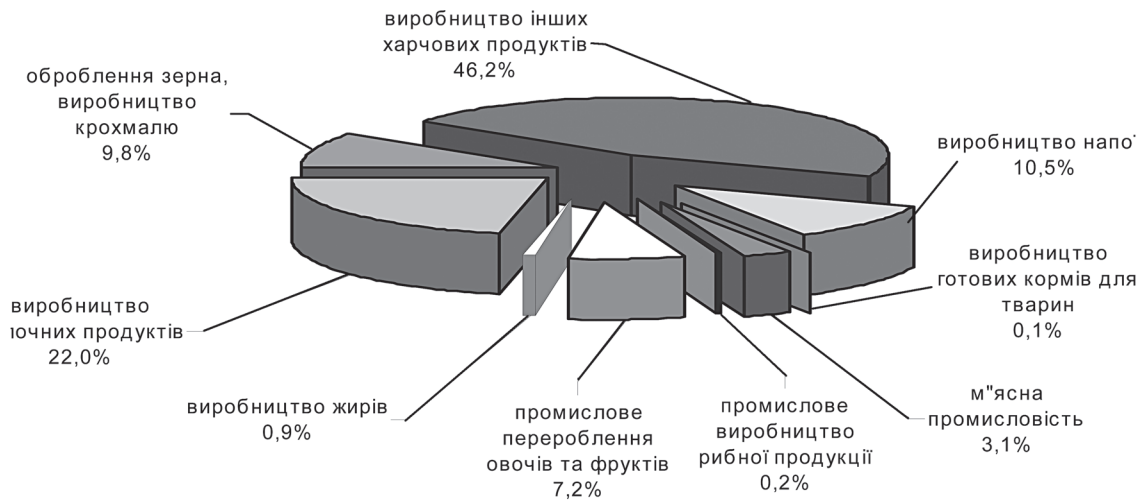 виробництво інших
харчових продуктів
46,2%
оброблення зерна,
виробництво
крохмалю
9,8%
виробництво
10,5%
виробництво
готових кормів для
тварин
0,1%
виробництво
продуктів
22,0%
м"ясна
промисловість
3,1%
виробництво жирів
0,9%
промислове
перероблення
овочів та фруктів
7,2%
промислове
виробництво
рибної продукції
0,2%